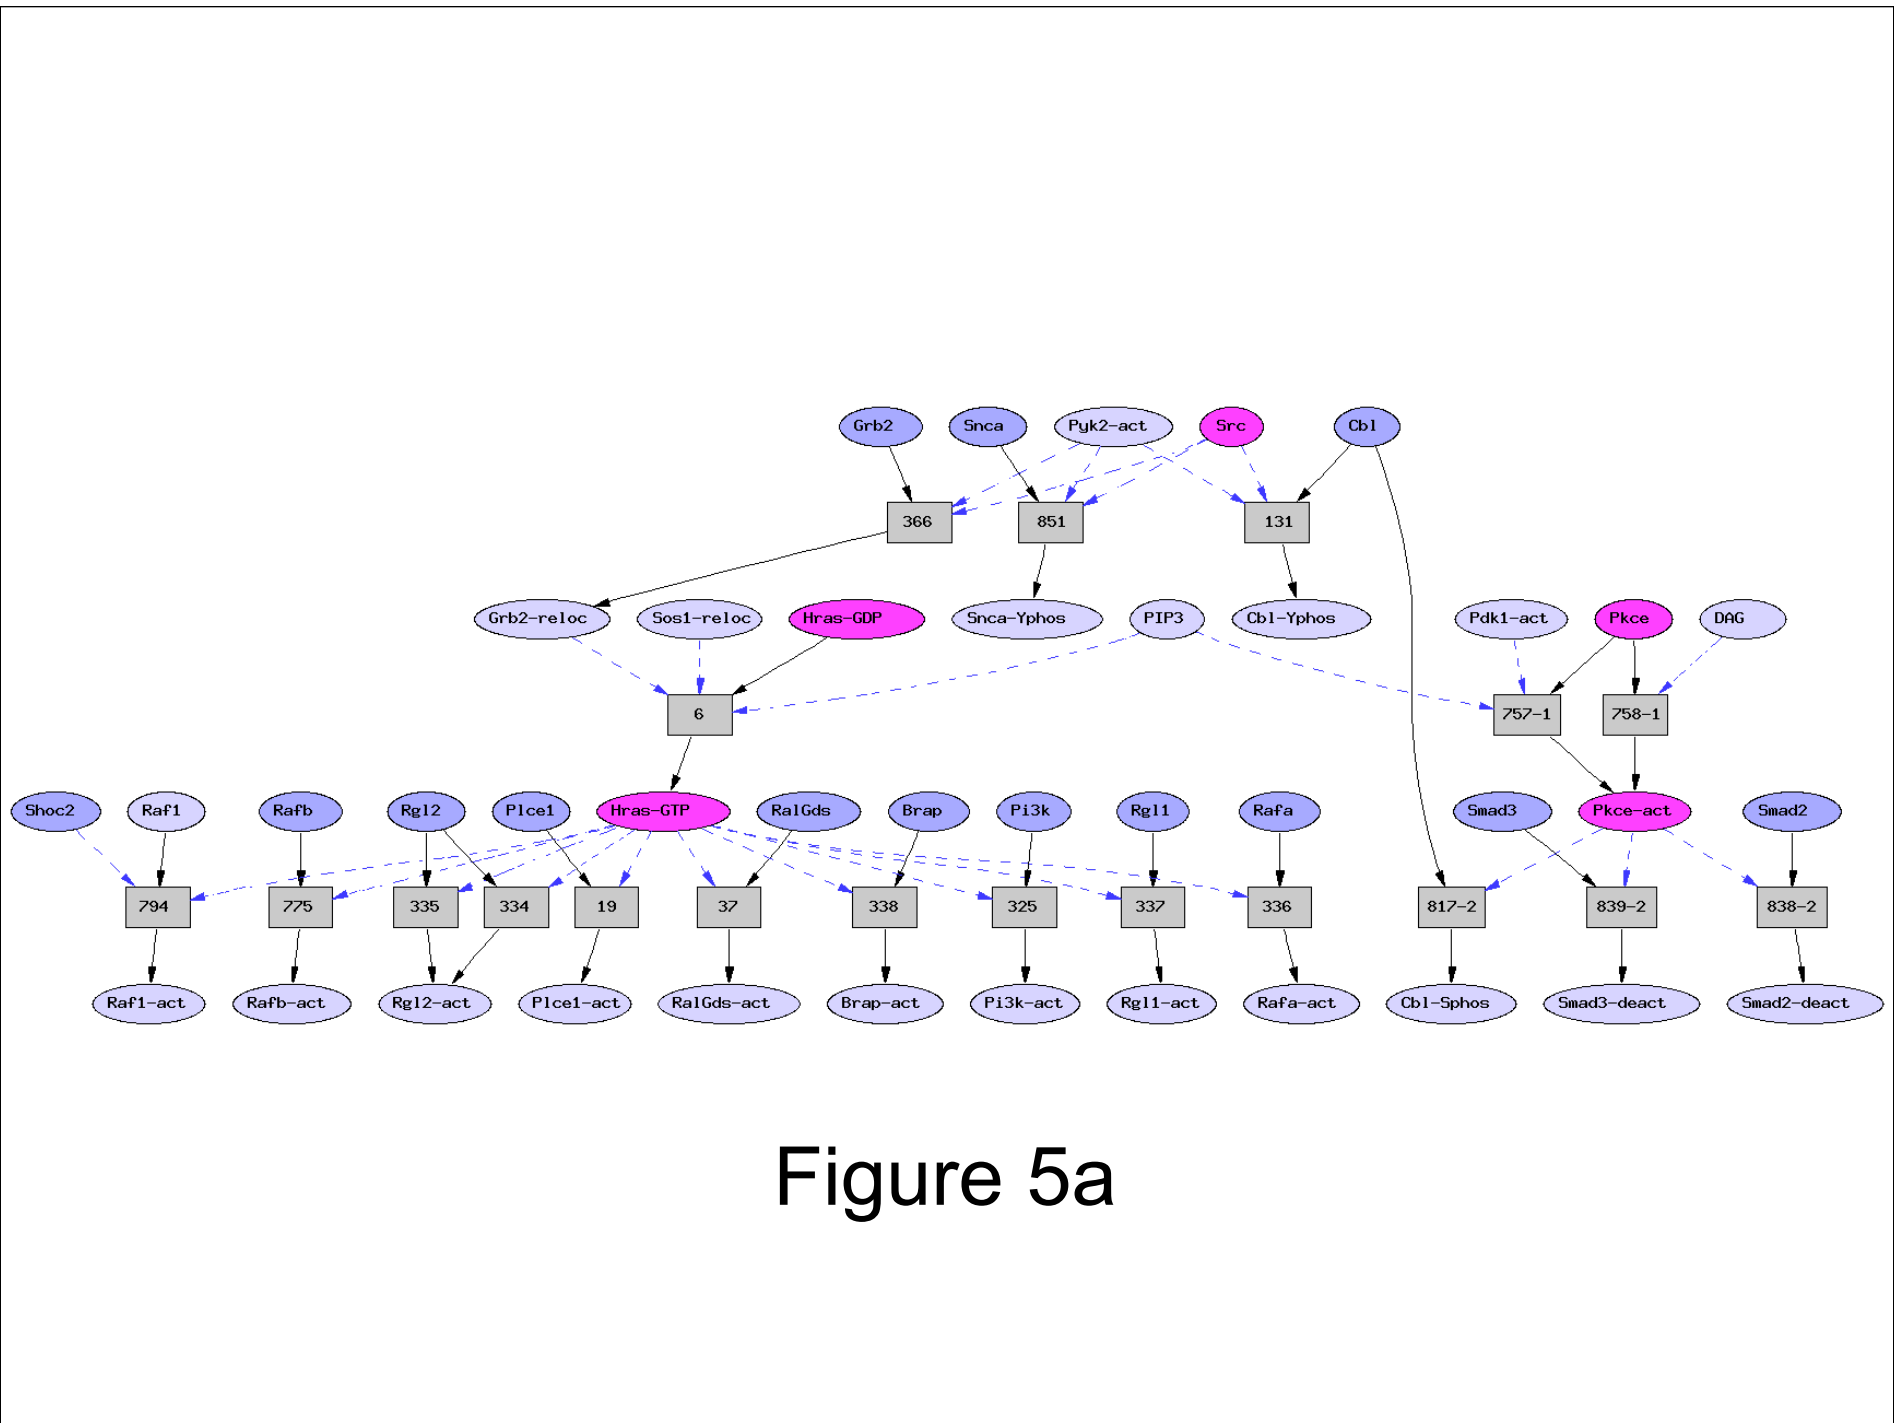 Grb2 Snca Pyk2-act Src Cbl
366 851 131
Grb2-reloc Sos1-reloc Hras-GDP Snca-Yphos PIP3 Cbl-Yphos Pdk1-act Pkce DAG
6 757-1 758-1
Shoc2 Raf1 Rafb Rgl2 Plce1 Hras-GTP RalGds Brap Pi3k Rgl1 Rafa Smad3 Pkce-act Smad2
794 775 335 334 19 37 338 325 337 336 817-2 839-2 838-2
Raf1-act Rafb-act Rgl2-act Plce1-act RalGds-act Brap-act Pi3k-act Rgl1-act Rafa-act Cbl-Sphos Smad3-deact Smad2-deact
Figure 5a